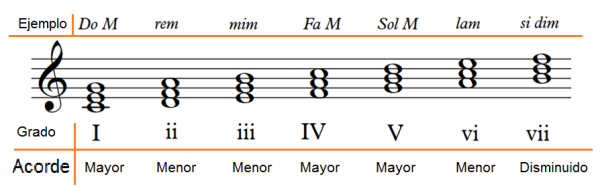 Ejemplo Do M rem mim Fa M Sol M lam si dim
Grado I ii iii IV V vi vii
Acorde Mayor Menor Menor Mayor Mayor Menor Disminuido